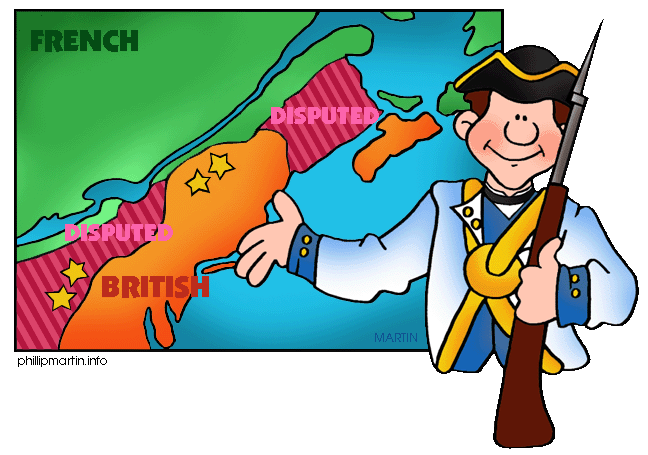 FRENCH
DISPUTED
DISPUTED
BRITISH
MARTIN
phillipmartin.info